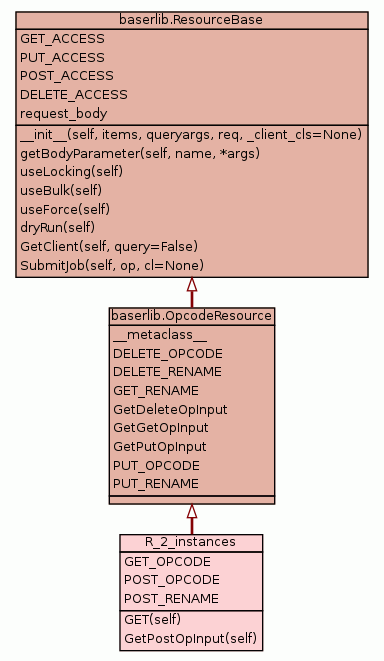 baserlib.ResourceBase
GET_ACCESS
PUT_ACCESS
POST_ACCESS
DELETE_ACCESS
request_body
__init__(self, items, queryargs, req, _client_cls=None)
getBodyParameter(self, name, *args)
useLocking(self)
useBulk(self)
useForce(self)
dryRun(self)
GetClient(self, query=False)
SubmitJob(self, op, cl=None)
baserlib.OpcodeResource
__metaclass__
DELETE_OPCODE
DELETE_RENAME
GET_RENAME
GetDeleteOpInput
GetGetOpInput
GetPutOpInput
PUT_OPCODE
PUT_RENAME
R_2_instances
GET_OPCODE
POST_OPCODE
POST_RENAME
GET(self)
GetPostOpInput(self)